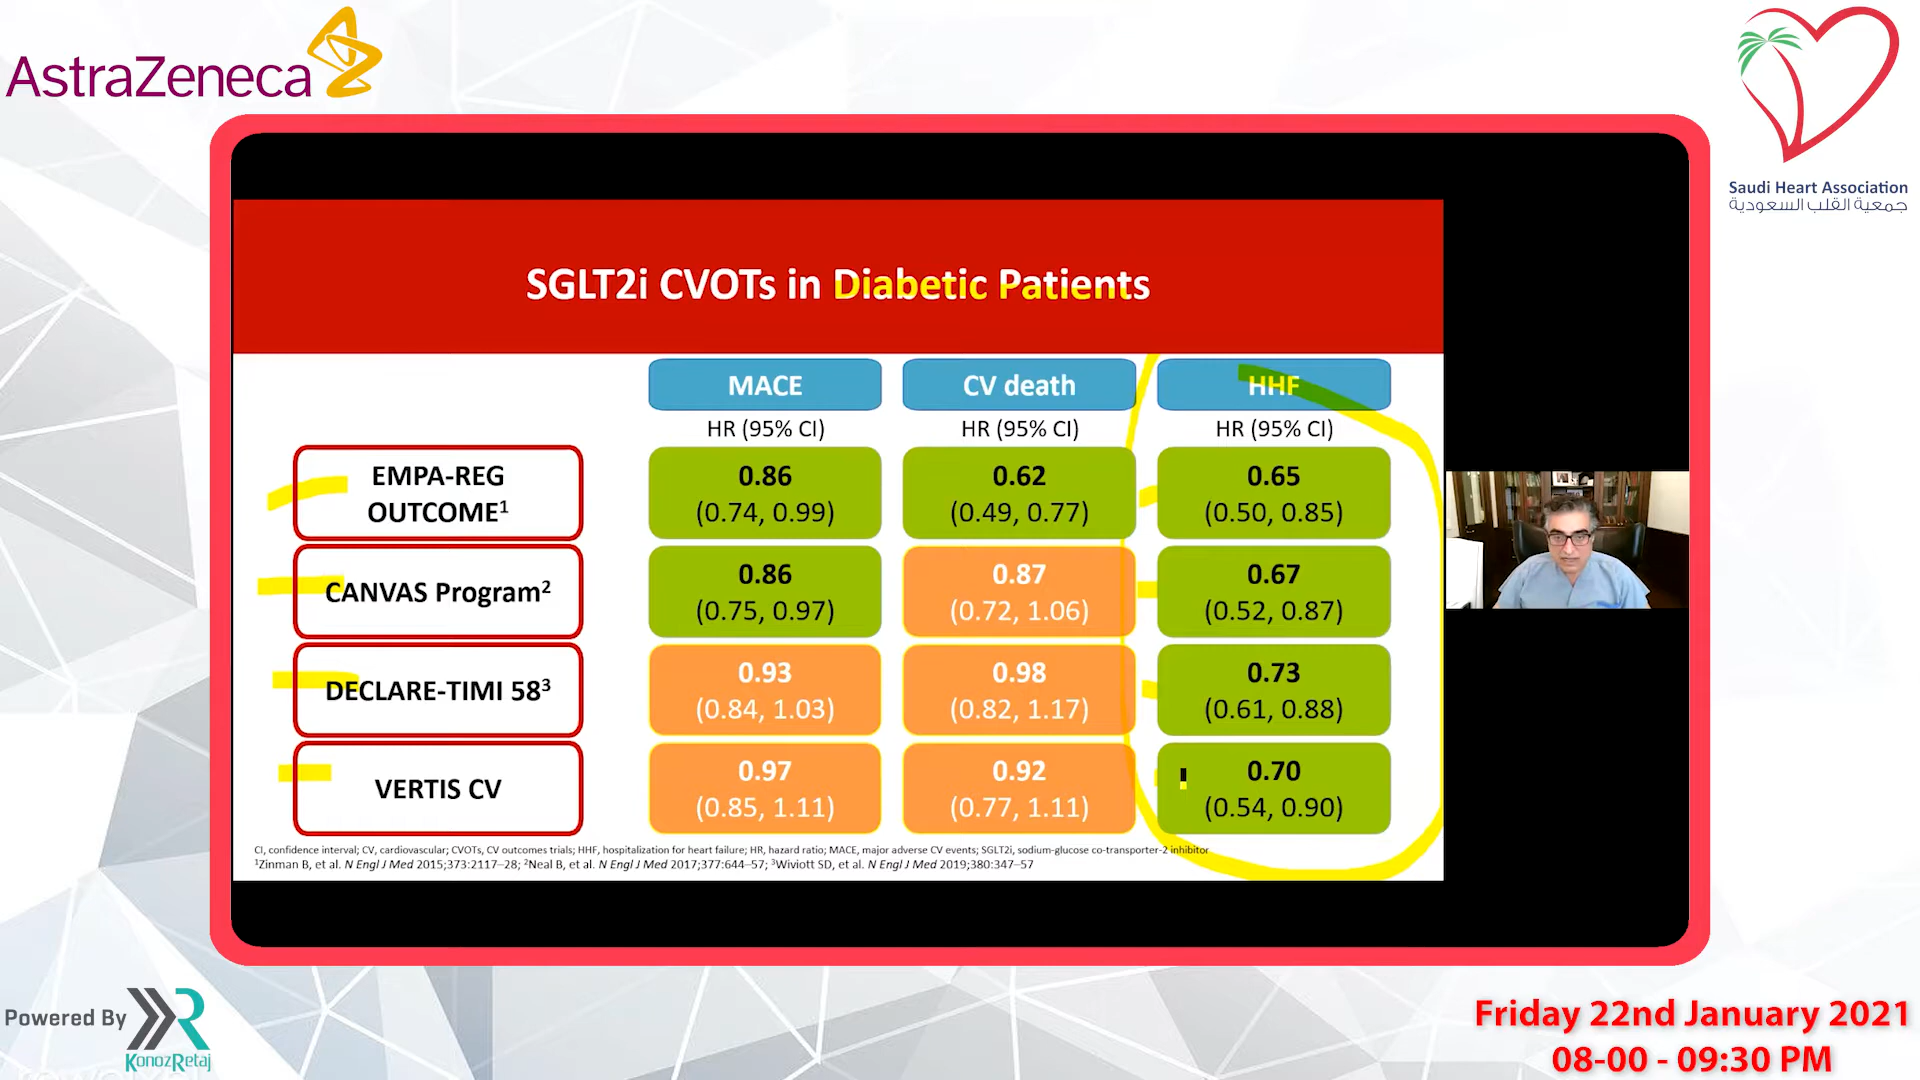 AstraZeneca
Saudi Heart Association
جمعية القلب السعودية
SGLT2i CVOTs in Diabetic Patients
MACE
CV death
HHF
HR (95% CI)
HR (95% CI)
HR (95% CI)
EMPA-REG
OUTCOME¹
0.86
(0.74, 0.99)
0.62
(0.49, 0.77)
0.65
(0.50, 0.85)
CANVAS Program²
0.86
(0.75, 0.97)
0.87
(0.72, 1.06)
0.67
(0.52, 0.87)
DECLARE-TIMI 58³
0.93
(0.84, 1.03)
0.98
(0.82, 1.17)
0.73
(0.61, 0.88)
VERTIS CV
0.97
(0.85, 1.11)
0.92
(0.77, 1.11)
0.70
(0.54, 0.90)
CI, confidence interval; CV, cardiovascular; CVOTs, CV outcomes trials; HHF, hospitalization for heart failure; HR, hazard ratio; MACE, major adverse CV events; SGLT2i, sodium-glucose co-transporter-2 inhibitor
¹Zinman B, et al. N Engl J Med 2015;373:2117–28; ²Neal B, et al. N Engl J Med 2017;377:644–57; ³Wiviott SD, et al. N Engl J Med 2019;380:347–57
Powered By
KonozRetaj
Friday 22nd January 2021
08-00 - 09:30 PM